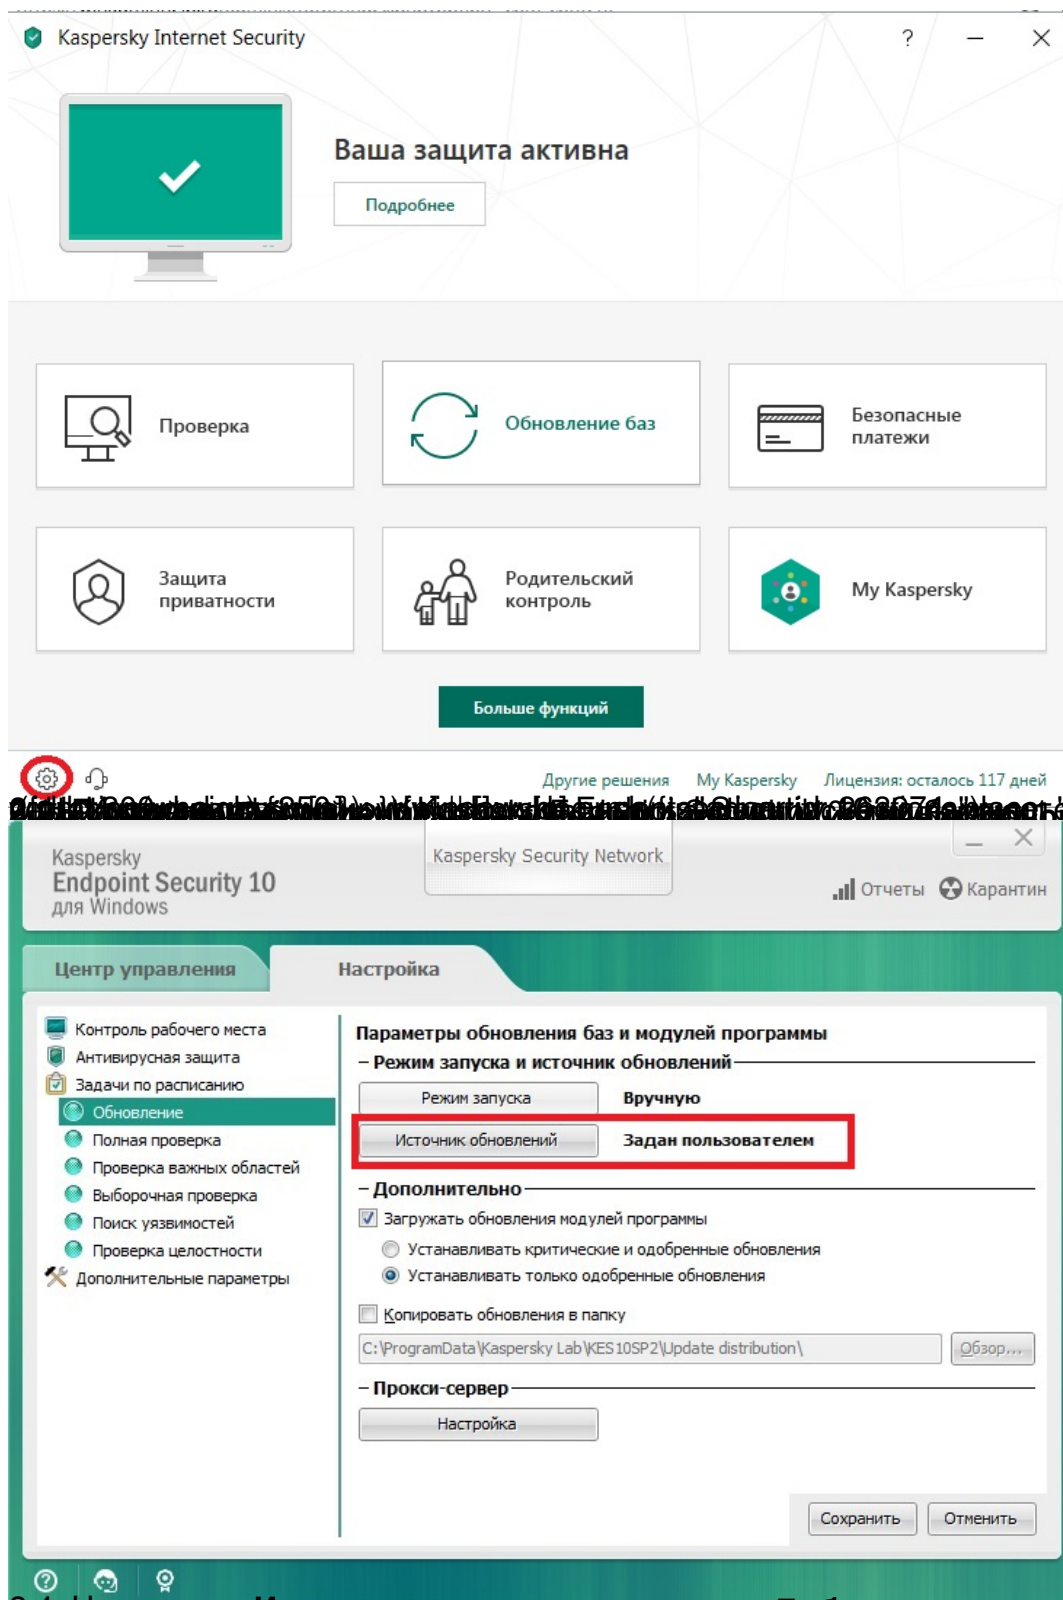 Kaspersky Internet Security
?
Ваша защита активна
Подробнее
Проверка
Обновление баз
Безопасные
платежи
Защита
приватности
Родительский
контроль
My Kaspersky
Больше функций
Другие решения My Kaspersky Лицензия: осталось 117 дней
Kaspersky
Endpoint Security 10
для Windows
Kaspersky Security Network
Отчеты Карантин
Центр управления
Настройка
Контроль рабочего места
Антивирусная защита
Задачи по расписанию
Обновление
Полная проверка
Проверка важных областей
Выборочная проверка
Поиск уязвимостей
Проверка целостности
Дополнительные параметры
Параметры обновления баз и модулей программы
Режим запуска и источник обновлений
Режим запуска Вручную
Источник обновлений Задан пользователем
Дополнительно
Загружать обновления модулей программы
Устанавливать критические и одобренные обновления
Устанавливать только одобренные обновления
Копировать обновления в папку
C:\ProgramData\Kaspersky Lab\KES10SP2\Update distribution\ Обзор...
Прокси-сервер
Настройка
Сохранить Отменить